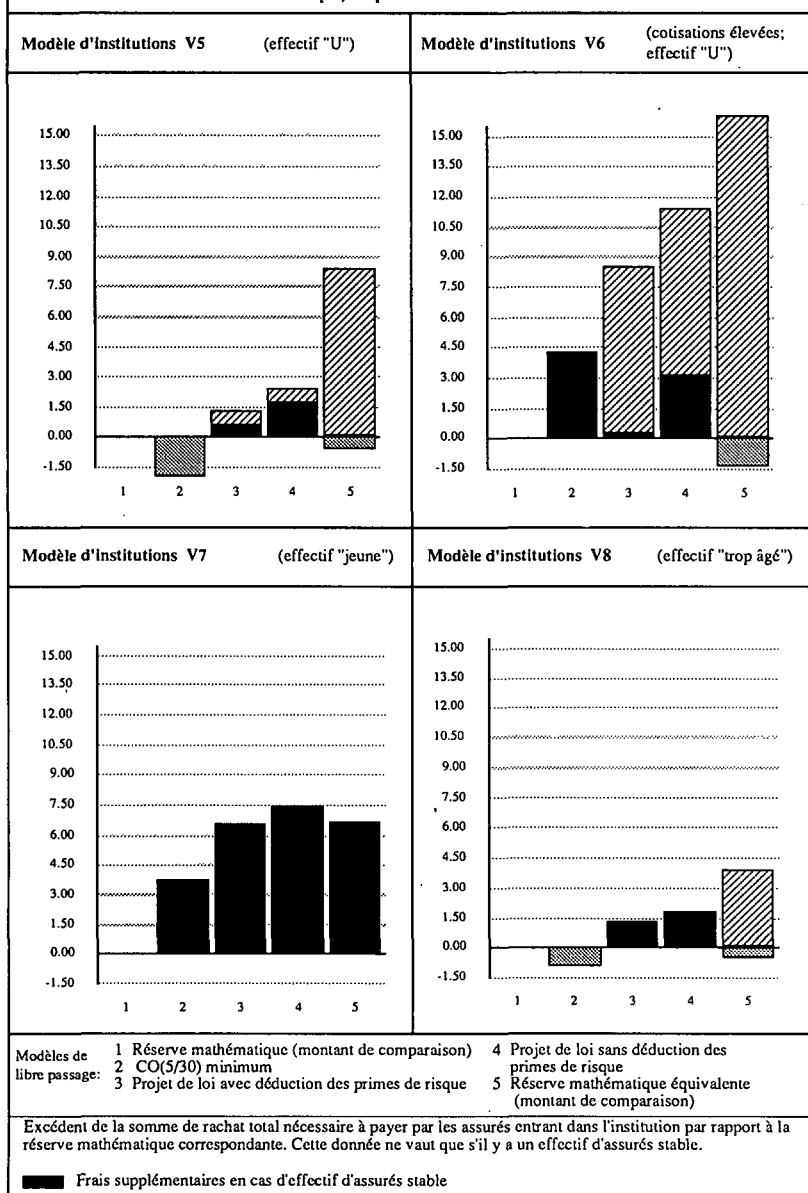 Modèle d'institutions V5 (effectif "U")
Modèle d'institutions V6 (cotisations élevées; effectif "U")
15.00
13.50
12.00
10.50
9.00
7.50
6.00
4.50
3.00
1.50
0.00
-1.50
1 2 3 4 5
15.00
13.50
12.00
10.50
9.00
7.50
6.00
4.50
3.00
1.50
0.00
-1.50
1 2 3 4 5
Modèle d'institutions V7 (effectif "jeune")
Modèle d'institutions V8 (effectif "trop âgé")
15.00
13.50
12.00
10.50
9.00
7.50
6.00
4.50
3.00
1.50
0.00
-1.50
1 2 3 4 5
15.00
13.50
12.00
10.50
9.00
7.50
6.00
4.50
3.00
1.50
0.00
-1.50
1 2 3 4 5
Modèles de libre passage:
1 Réserve mathématique (montant de comparaison)
2 CO(5/30) minimum
3 Projet de loi avec déduction des primes de risque
4 Projet de loi sans déduction des primes de risque
5 Réserve mathématique équivalente (montant de comparaison)
Excédent de la somme de rachat total nécessaire à payer par les assurés entrant dans l'institution par rapport à la
réserve mathématique correspondante. Cette donnée ne vaut que s'il y a un effectif d'assurés stable.
Frais supplémentaires en cas d'effectif d'assurés stable